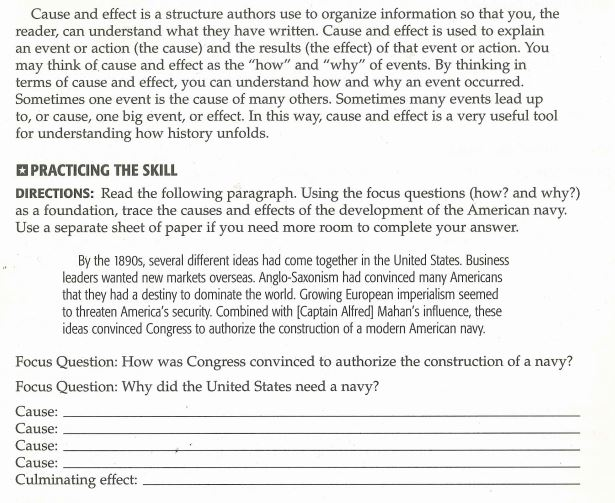 Cause and effect is a structure authors use to organize information so that you, the
reader, can understand what they have written. Cause and effect is used to explain
an event or action (the cause) and the results (the effect) of that event or action. You
may think of cause and effect as the "how" and "why" of events. By thinking in
terms of cause and effect, you can understand how and why an event occurred.
Sometimes one event is the cause of many others. Sometimes many events lead up
to, or cause, one big event, or effect. In this way, cause and effect is a very useful tool
for understanding how history unfolds.
PRACTICING THE SKILL
DIRECTIONS: Read the following paragraph. Using the focus questions (how? and why?)
as a foundation, trace the causes and effects of the development of the American navy.
Use a separate sheet of paper if you need more room to complete your answer.
By the 1890s, several different ideas had come together in the United States. Business
leaders wanted new markets overseas. Anglo-Saxonism had convinced many Americans
that they had a destiny to dominate the world. Growing European imperialism seemed
to threaten America's security. Combined with [Captain Alfred] Mahan's influence, these
ideas convinced Congress to authorize the construction of a modern American navy.
Focus Question: How was Congress convinced to authorize the construction of a navy?
Focus Question: Why did the United States need a navy?
Cause:
Cause:
Cause:
Cause:
Culminating effect: